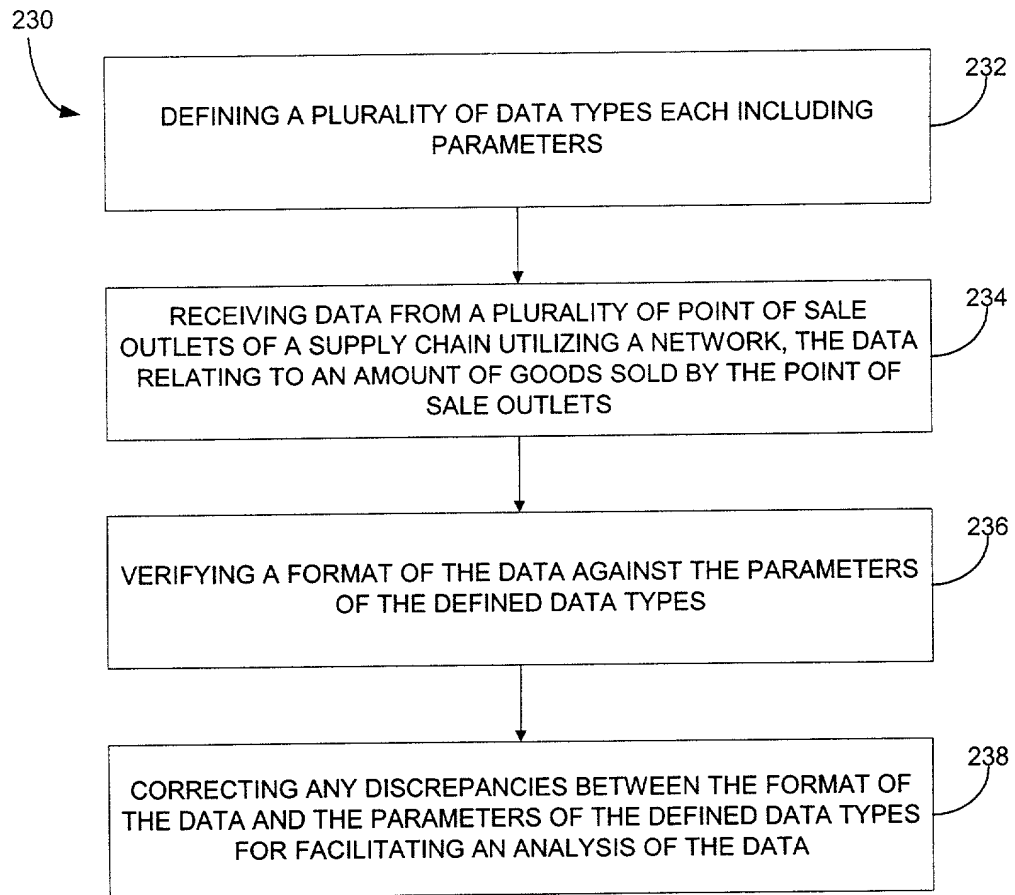 230
232
DEFINING A PLURALITY OF DATA TYPES EACH INCLUDING
PARAMETERS
234
RECEIVING DATA FROM A PLURALITY OF POINT OF SALE
OUTLETS OF A SUPPLY CHAIN UTILIZING A NETWORK, THE DATA
RELATING TO AN AMOUNT OF GOODS SOLD BY THE POINT OF
SALE OUTLETS
236
VERIFYING A FORMAT OF THE DATA AGAINST THE PARAMETERS
OF THE DEFINED DATA TYPES
238
CORRECTING ANY DISCREPANCIES BETWEEN THE FORMAT OF
THE DATA AND THE PARAMETERS OF THE DEFINED DATA TYPES
FOR FACILITATING AN ANALYSIS OF THE DATA